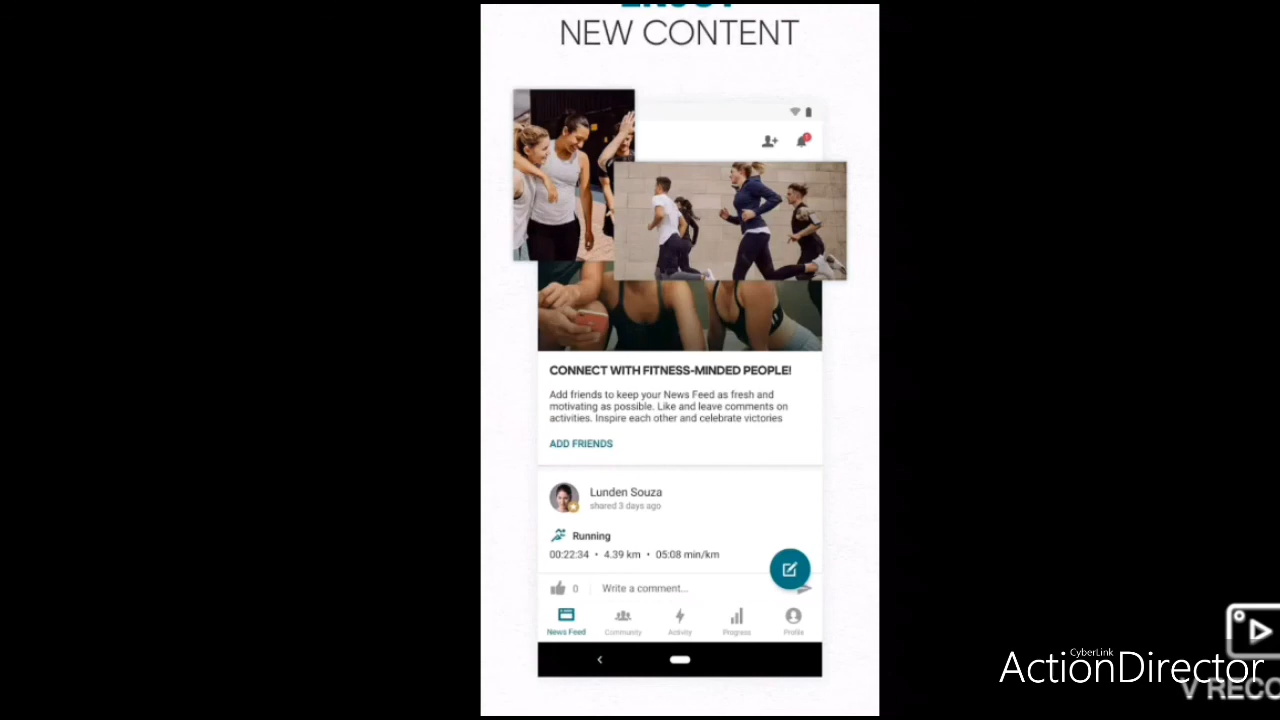 ENJOY
NEW CONTENT
CONNECT WITH FITNESS-MINDED PEOPLE!
Add friends to keep your News Feed as fresh and
motivating as possible. Like and leave comments on
activities. Inspire each other and celebrate victories
ADD FRIENDS
Lunden Souza
shared 3 days ago
Running
00:22:34 • 4.39 km • 05:08 min/km
0 Write a comment...
News Feed Community Activity Progress Profile
CyberLink
ActionDirector
V RECO